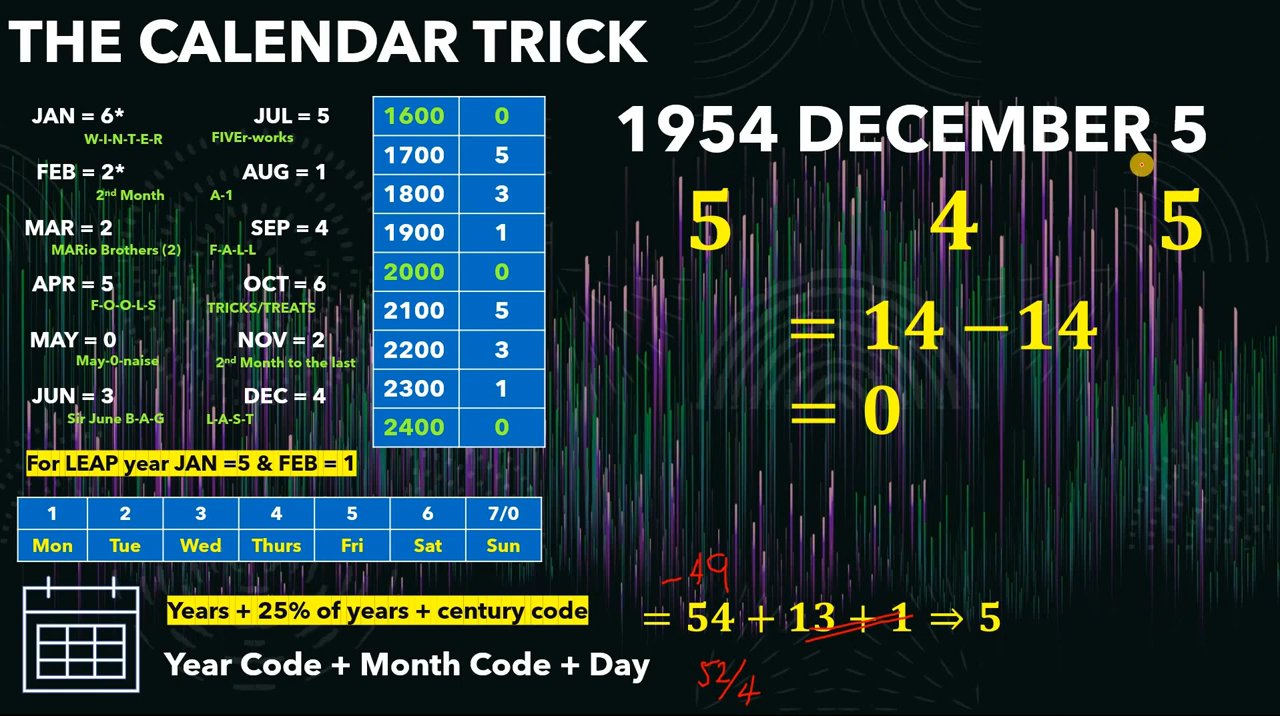 THE CALENDAR TRICK
JAN = 6*
W-I-N-T-E-R
FEB = 2*
2nd Month
MAR = 2
MARio Brothers (2)
APR = 5
F-O-O-L-S
MAY = 0
May-0-naise
JUN = 3
Sir June B-A-G
JUL = 5
FIVEr-works
AUG = 1
A-1
SEP = 4
F-A-L-L
OCT = 6
TRICKS/TREATS
NOV = 2
2nd Month to the last
DEC = 4
L-A-S-T
For LEAP year JAN =5 & FEB = 1
1600 0
1700 5
1800 3
1900 1
2000 0
2100 5
2200 3
2300 1
2400 0
1 2 3 4 5 6 7/0
Mon Tue Wed Thurs Fri Sat Sun
Years + 25% of years + century code
Year Code + Month Code + Day
1954 DECEMBER 5
5 4 5
= 14 − 14
= 0
-49
= 54 + 13 + 1 ⇒ 5
52/4